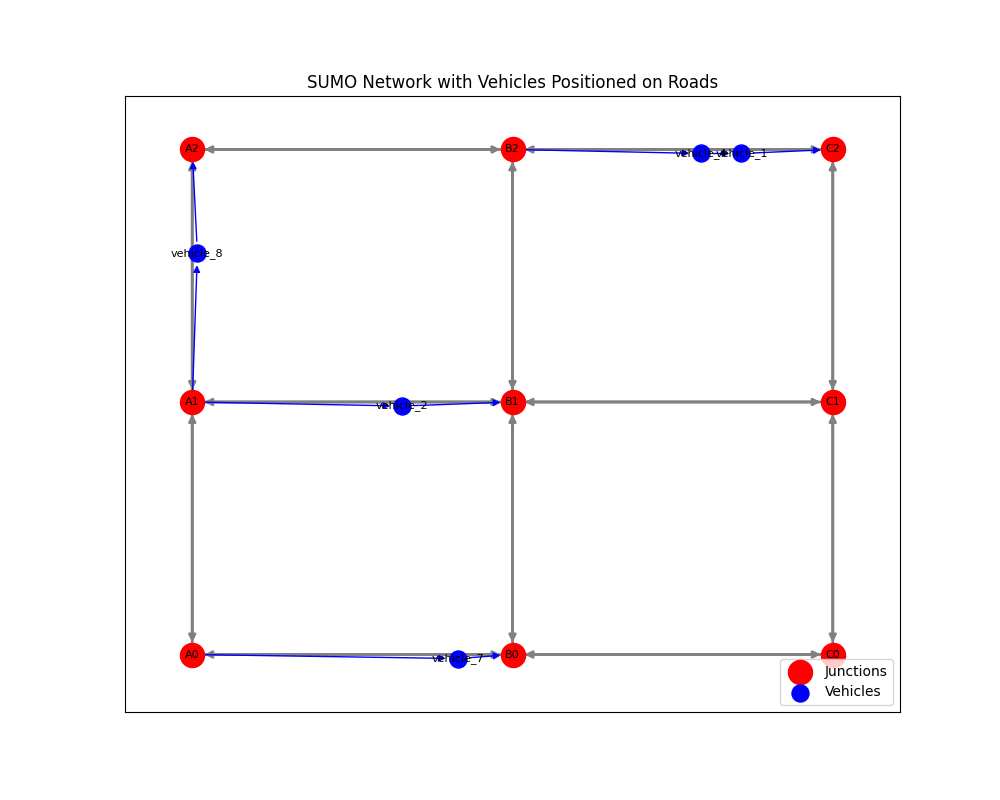 SUMO Network with Vehicles Positioned on Roads
A2
B2
vehicle_1
C2
vehicle_8
A1
vehicle_2
B1
C1
A0
vehicle_7
B0
C0
Junctions
Vehicles